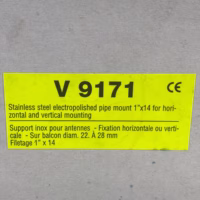 V 9171 CE
Stainless steel electropolished pipe mount 1"x14 for hori-
zontal and vertical mounting
Support inox pour antennes - Fixation horizontale ou verti-
cale - Sur balcon diam. 22. À 28 mm
Filetage 1" x 14